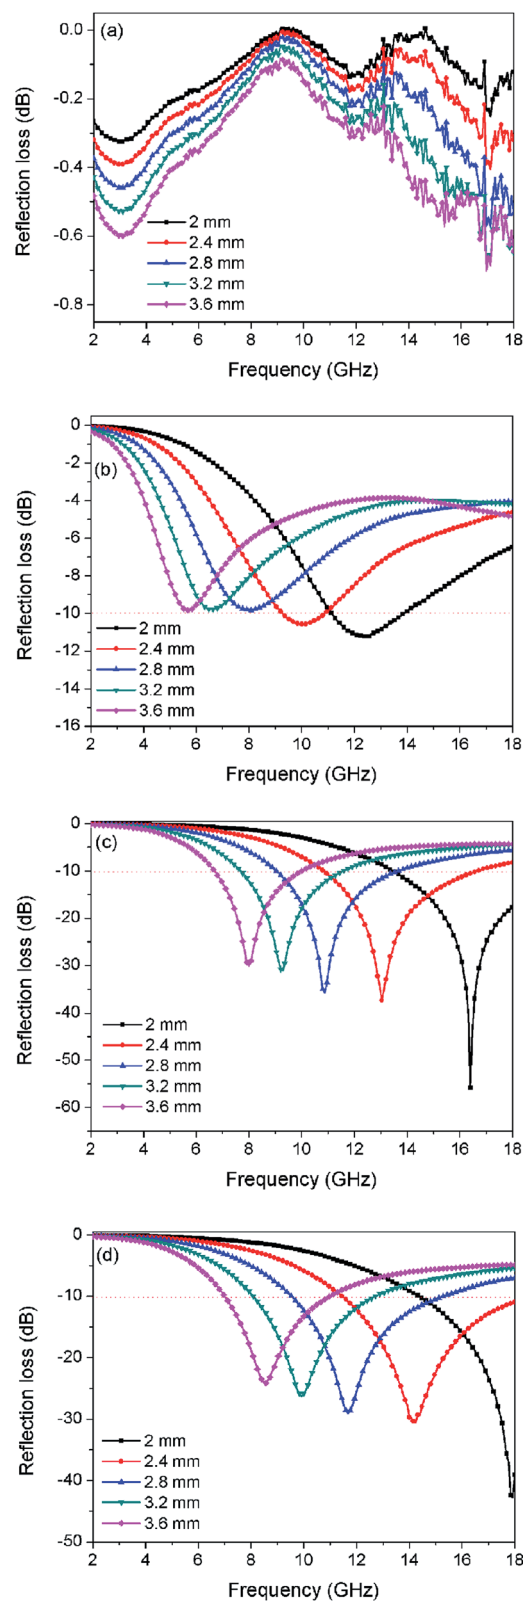 (a)
Reflection loss (dB)
0.0
-0.2
-0.4
-0.6
-0.8
2 mm
2.4 mm
2.8 mm
3.2 mm
3.6 mm
2 4 6 8 10 12 14 16 18
Frequency (GHz)
(b)
Reflection loss (dB)
0
-2
-4
-6
-8
-10
-12
-14
-16
2 mm
2.4 mm
2.8 mm
3.2 mm
3.6 mm
2 4 6 8 10 12 14 16 18
Frequency (GHz)
(c)
Reflection loss (dB)
0
-10
-20
-30
-40
-50
-60
2 mm
2.4 mm
2.8 mm
3.2 mm
3.6 mm
2 4 6 8 10 12 14 16 18
Frequency (GHz)
(d)
Reflection loss (dB)
0
-10
-20
-30
-40
-50
2 mm
2.4 mm
2.8 mm
3.2 mm
3.6 mm
2 4 6 8 10 12 14 16 18
Frequency (GHz)